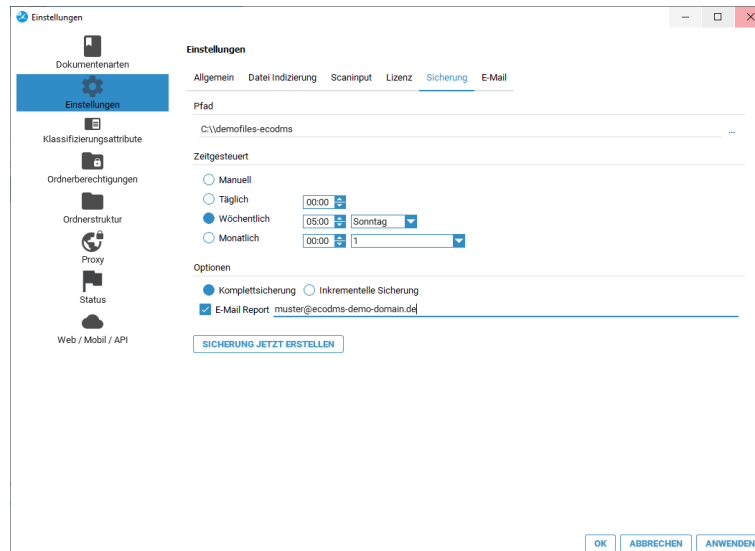 Einstellungen
Dokumentenarten
Einstellungen
Klassifizierungsattribute
Ordnerberechtigungen
Ordnerstruktur
Proxy
Status
Web / Mobil / API
Einstellungen
Allgemein Datei Indizierung Scaninput Lizenz Sicherung E-Mail
Pfad
C:\\demofiles-ecodms ...
Zeitgesteuert
Manuell
Täglich 00:00
Wöchentlich 05:00 Sonntag
Monatlich 00:00 1
Optionen
Komplettsicherung Inkrementelle Sicherung
E-Mail Report muster@ecodms-demo-domain.de
SICHERUNG JETZT ERSTELLEN
OK ABBRECHEN ANWENDEN